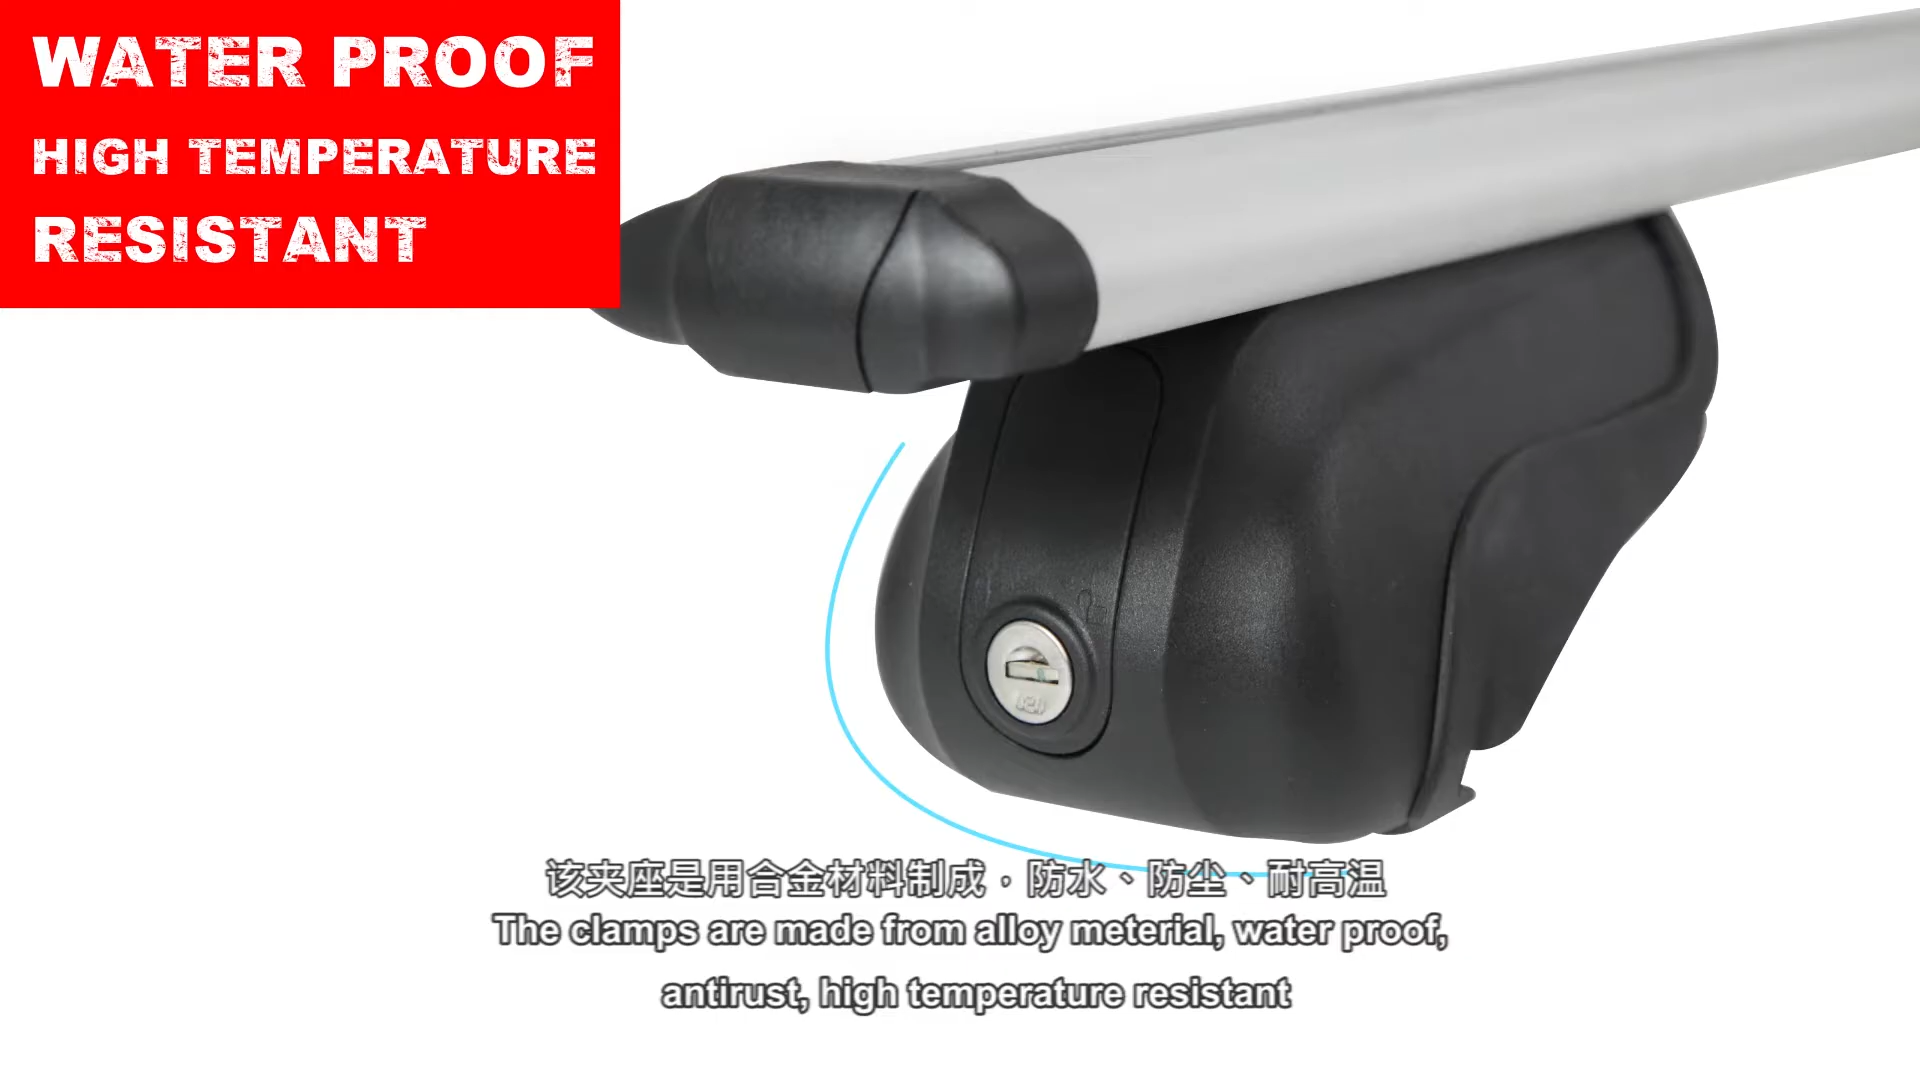 WATER PROOF
HIGH TEMPERATURE
RESISTANT
该夹座是用合金材料制成，防水、防尘、耐高温
The clamps are made from alloy meterial, water proof,
antirust, high temperature resistant